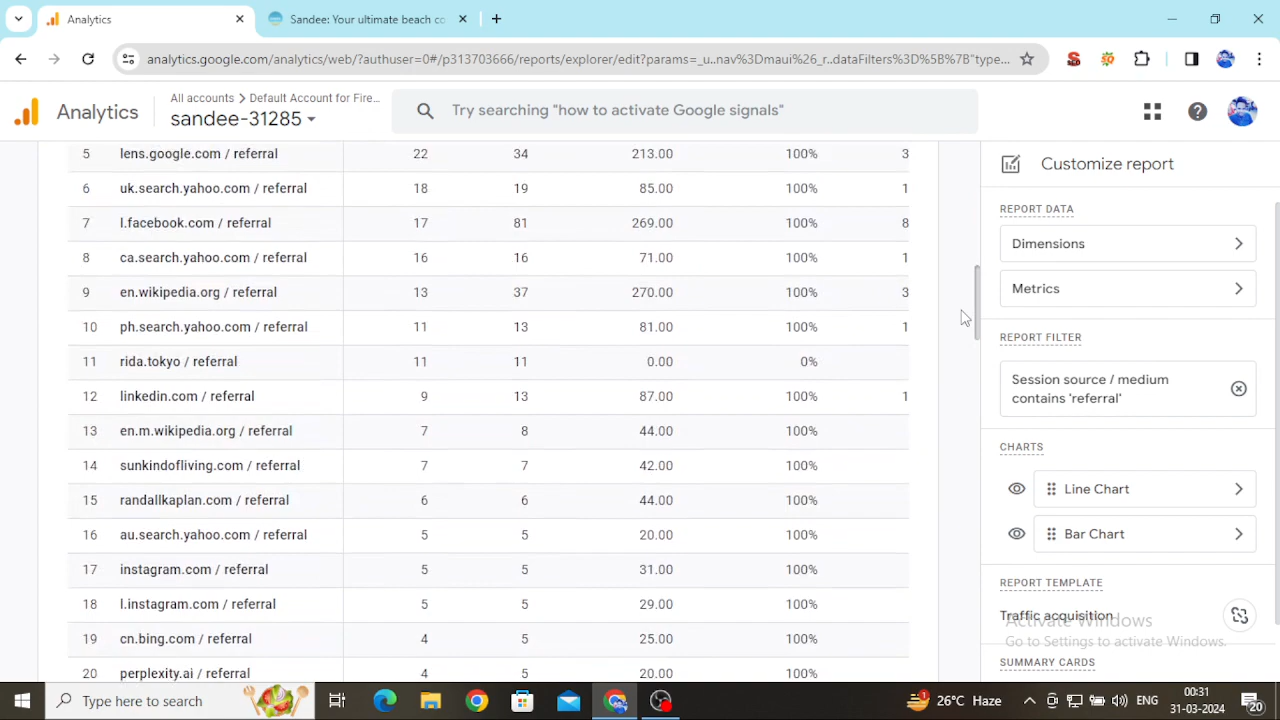 Analytics
Sandee: Your ultimate beach co
analytics.google.com/analytics/web/?authuser=0#/p313703666/reports/explorer/edit?params=_u..nav%3Dmaui%26_r..dataFilters%3D%5B%7B"type...
Analytics
All accounts > Default Account for Fire...
sandee-31285
Try searching "how to activate Google signals"
Customize report
REPORT DATA
Dimensions
Metrics
REPORT FILTER
Session source / medium
contains 'referral'
CHARTS
Line Chart
Bar Chart
REPORT TEMPLATE
Traffic acquisition
SUMMARY CARDS
5 lens.google.com / referral 22 34 213.00 100% 3
6 uk.search.yahoo.com / referral 18 19 85.00 100% 1
7 l.facebook.com / referral 17 81 269.00 100% 8
8 ca.search.yahoo.com / referral 16 16 71.00 100% 1
9 en.wikipedia.org / referral 13 37 270.00 100% 3
10 ph.search.yahoo.com / referral 11 13 81.00 100% 1
11 rida.tokyo / referral 11 11 0.00 0%
12 linkedin.com / referral 9 13 87.00 100% 1
13 en.m.wikipedia.org / referral 7 8 44.00 100%
14 sunkindofliving.com / referral 7 7 42.00 100%
15 randallkaplan.com / referral 6 6 44.00 100%
16 au.search.yahoo.com / referral 5 5 20.00 100%
17 instagram.com / referral 5 5 31.00 100%
18 l.instagram.com / referral 5 5 29.00 100%
19 cn.bing.com / referral 4 5 25.00 100%
20 perplexity.ai / referral 4 5 20.00 100%
Activate Windows
Go to Settings to activate Windows.
Type here to search
1
26°C Haze
ENG
00:31
31-03-2024
20